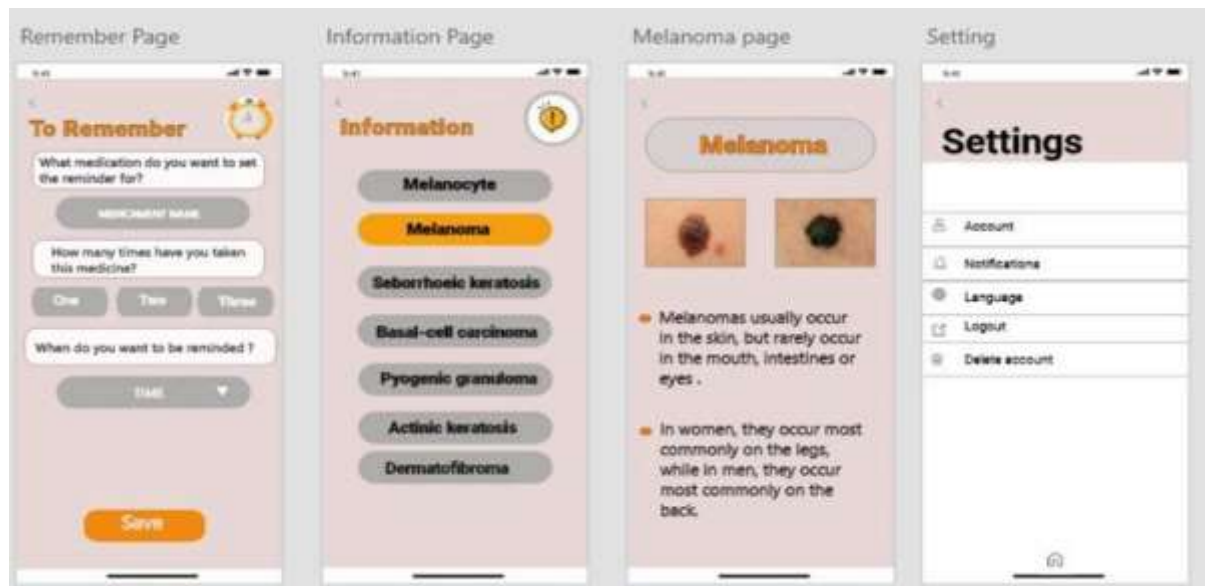 Remember Page
To Remember
What medication do you want to set
the reminder for?
MEDICAMENT NAME
How many times have you taken
this medicine?
One
Two
Three
When do you want to be reminded ?
TIME
Save
Information Page
Information
Melanocyte
Melanoma
Seborrhoeic keratosis
Basal-cell carcinoma
Pyogenic granuloma
Actinic keratosis
Dermatofibroma
Melanoma page
Melanoma
Melanomas usually occur
in the skin, but rarely occur
in the mouth, intestines or
eyes .
In women, they occur most
commonly on the legs,
while in men, they occur
most commonly on the
back.
Setting
Settings
Account
Notifications
Language
Logout
Delete account